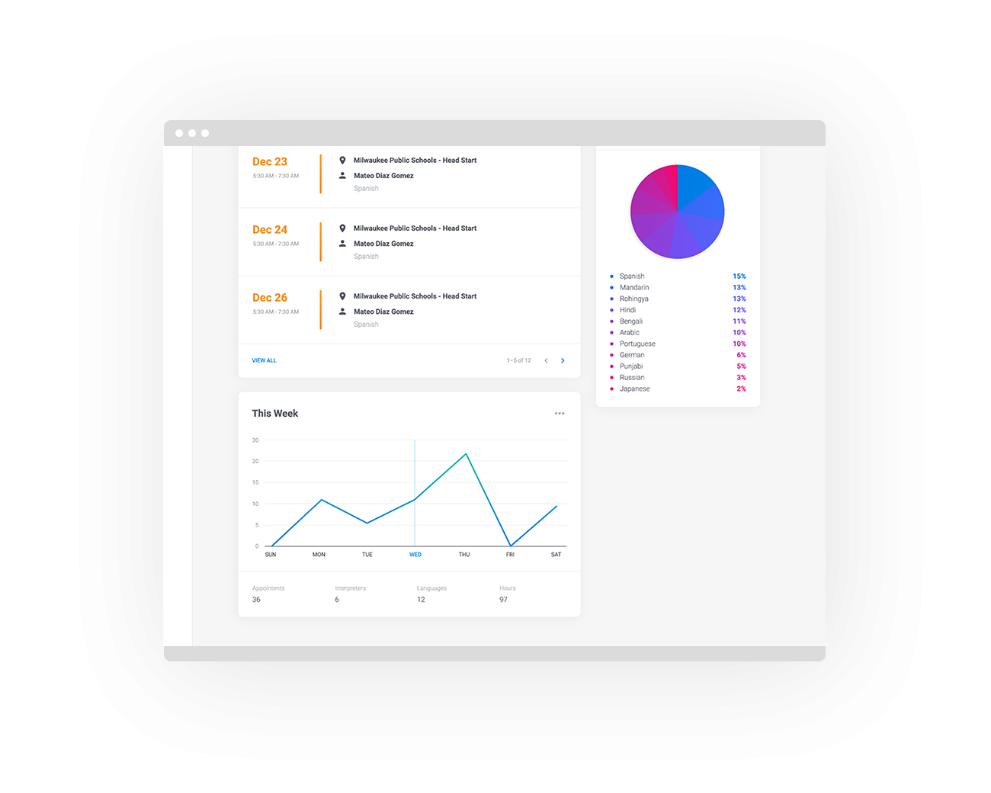 Dec 23
5:30 AM - 7:30 AM
Milwaukee Public Schools - Head Start
Mateo Diaz Gomez
Spanish
Dec 24
5:30 AM - 7:30 AM
Milwaukee Public Schools - Head Start
Mateo Diaz Gomez
Spanish
Dec 26
5:30 AM - 7:30 AM
Milwaukee Public Schools - Head Start
Mateo Diaz Gomez
Spanish
VIEW ALL
1–5 of 12
Spanish 15%
Mandarin 13%
Rohingya 13%
Hindi 12%
Bengali 11%
Arabic 10%
Portuguese 10%
German 6%
Punjabi 5%
Russian 3%
Japanese 2%
This Week
30
20
15
10
5
0
SUN MON TUE WED THU FRI SAT
Appointents Interpreters Languages Hours
36 6 12 97